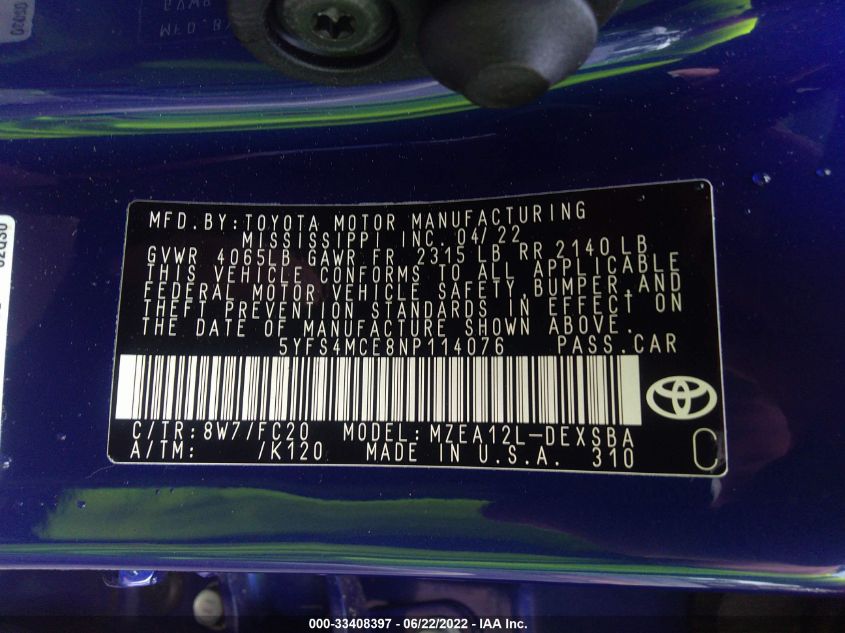 MFD.BY:TOYOTA MOTOR MANUFACTURING
MISSISSIPPI INC. 04/22
GVWR 4065LB GAWR FR 2315 LB RR 2140 LB
THIS VEHICLE CONFORMS TO ALL APPLICABLE
FEDERAL MOTOR VEHICLE SAFETY, BUMPER, AND
THEFT PREVENTION STANDARDS IN EFFECT ON
THE DATE OF MANUFACTURE SHOWN ABOVE.
5YFS4MCE8NP114076 PASS.CAR
C/TR:8W7/FC20 MODEL:MZEA12L-DEXSBA
A/TM: /K120 MADE IN U.S.A. 310
C
000-33408397 - 06/22/2022 - IAA Inc.